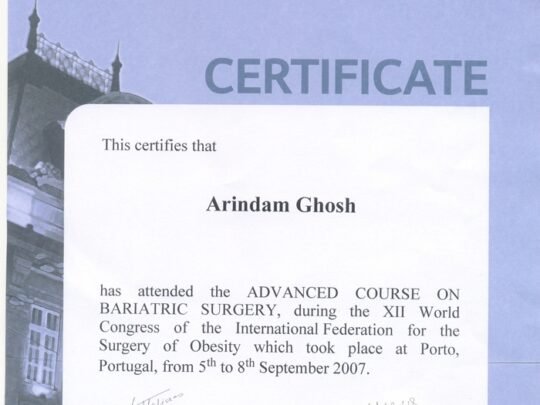 CERTIFICATE
This certifies that
Arindam Ghosh
has attended the ADVANCED COURSE ON
BARIATRIC SURGERY, during the XII World
Congress of the International Federation for the
Surgery of Obesity which took place at Porto,
Portugal, from 5th to 8th September 2007.